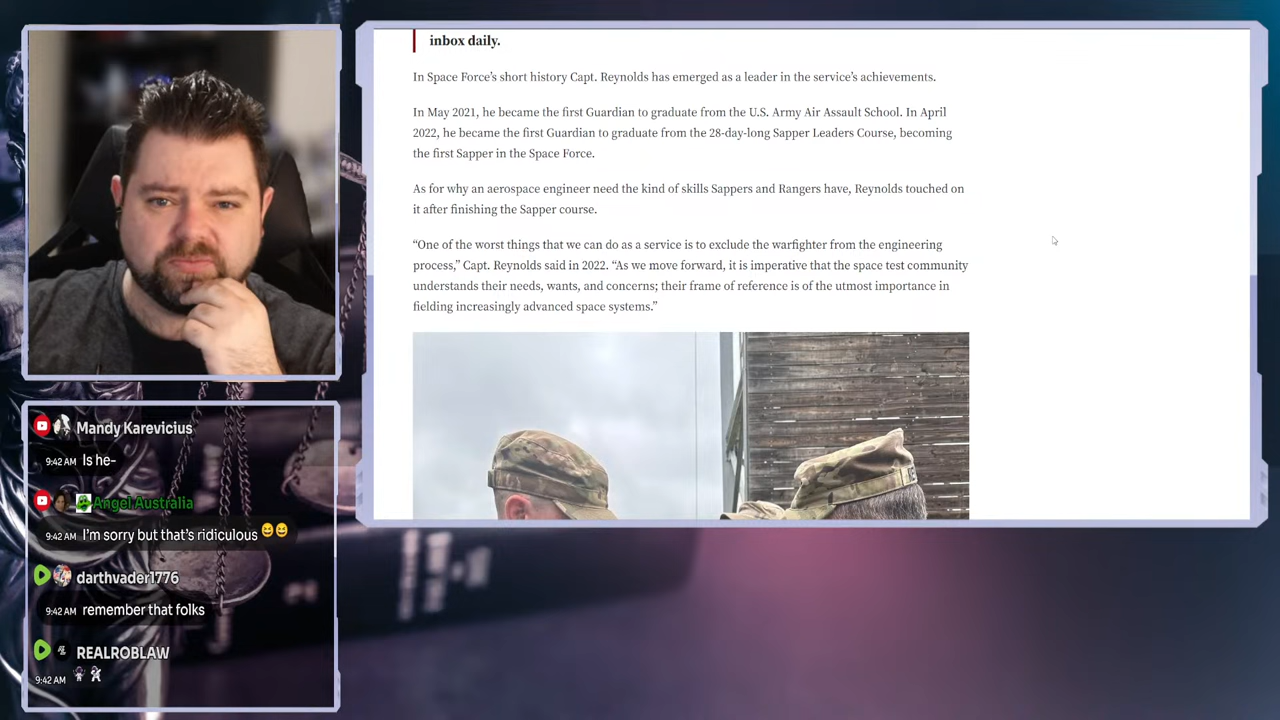 inbox daily.
In Space Force’s short history Capt. Reynolds has emerged as a leader in the service’s achievements.
In May 2021, he became the first Guardian to graduate from the U.S. Army Air Assault School. In April
2022, he became the first Guardian to graduate from the 28-day-long Sapper Leaders Course, becoming
the first Sapper in the Space Force.
As for why an aerospace engineer need the kind of skills Sappers and Rangers have, Reynolds touched on
it after finishing the Sapper course.
“One of the worst things that we can do as a service is to exclude the warfighter from the engineering
process,” Capt. Reynolds said in 2022. “As we move forward, it is imperative that the space test community
understands their needs, wants, and concerns; their frame of reference is of the utmost importance in
fielding increasingly advanced space systems.”
Mandy Karevicius
9:42 AM Is he-
Angel Australia
9:42 AM I’m sorry but that’s ridiculous
darthvader1776
9:42 AM remember that folks
REALROBLAW
9:42 AM